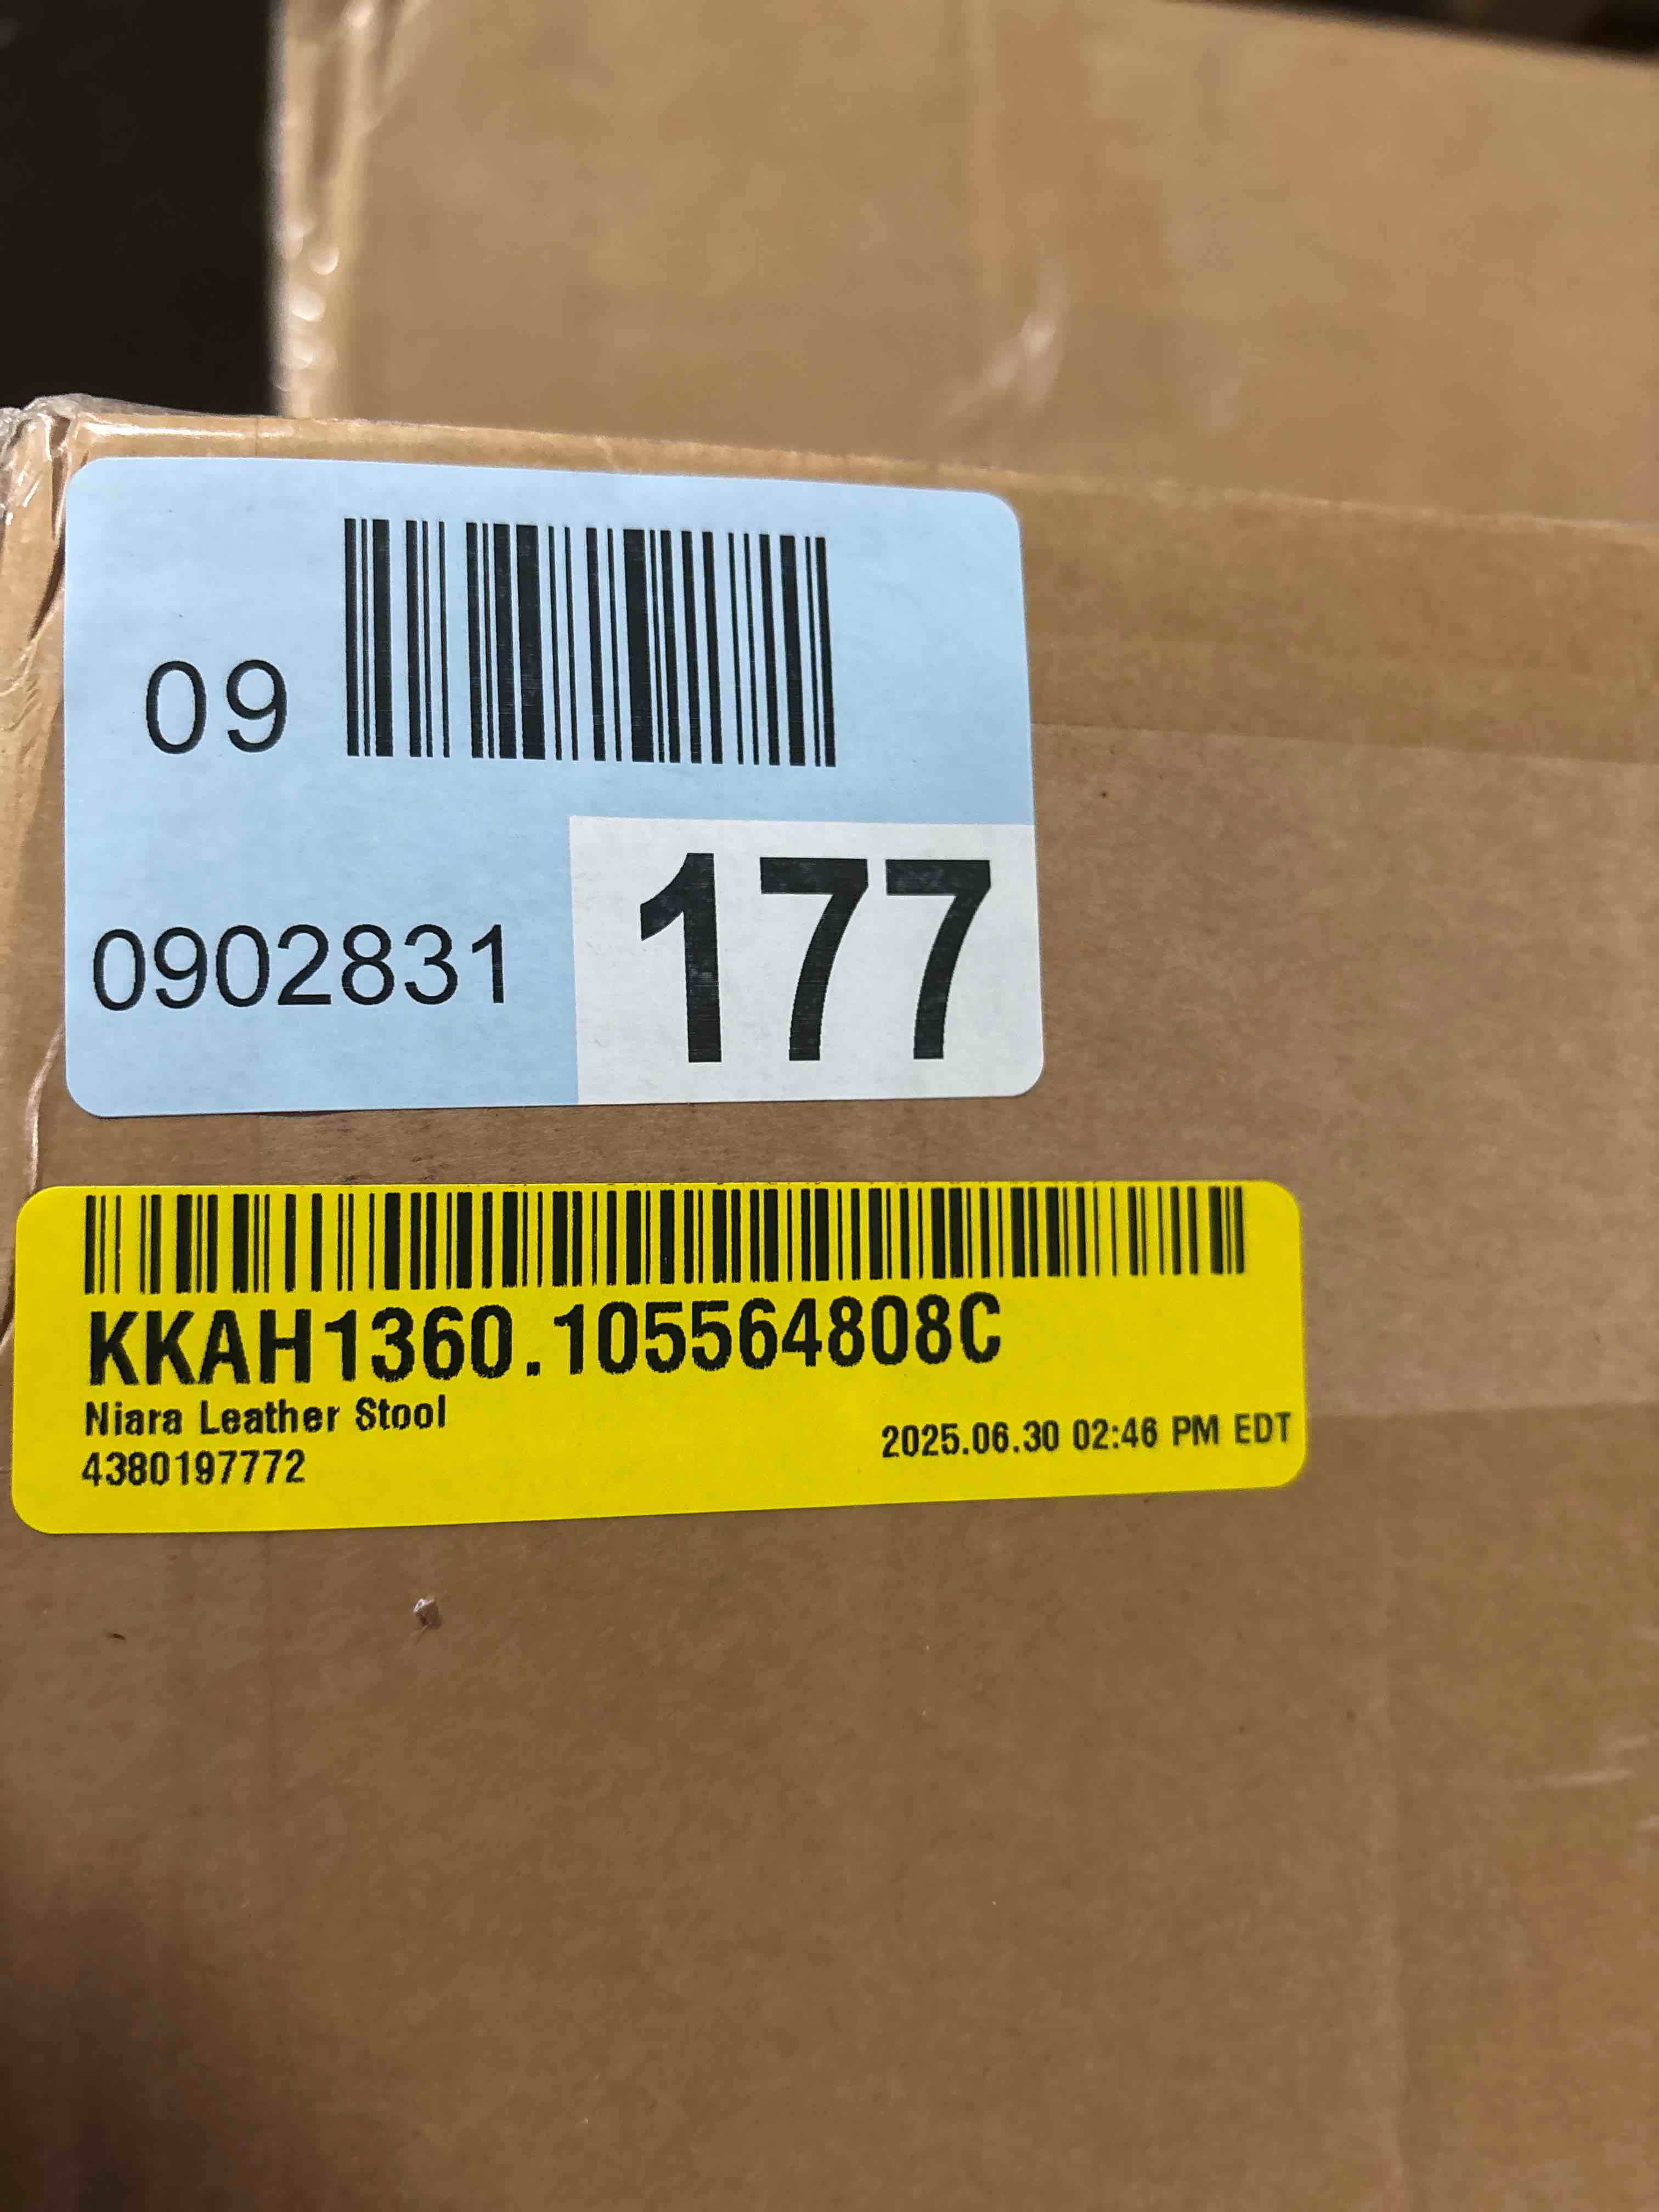 09
0902831
177
KKAH1360.105564808C
Niara Leather Stool
4380197772
2025.06.30 02:46 PM EDT